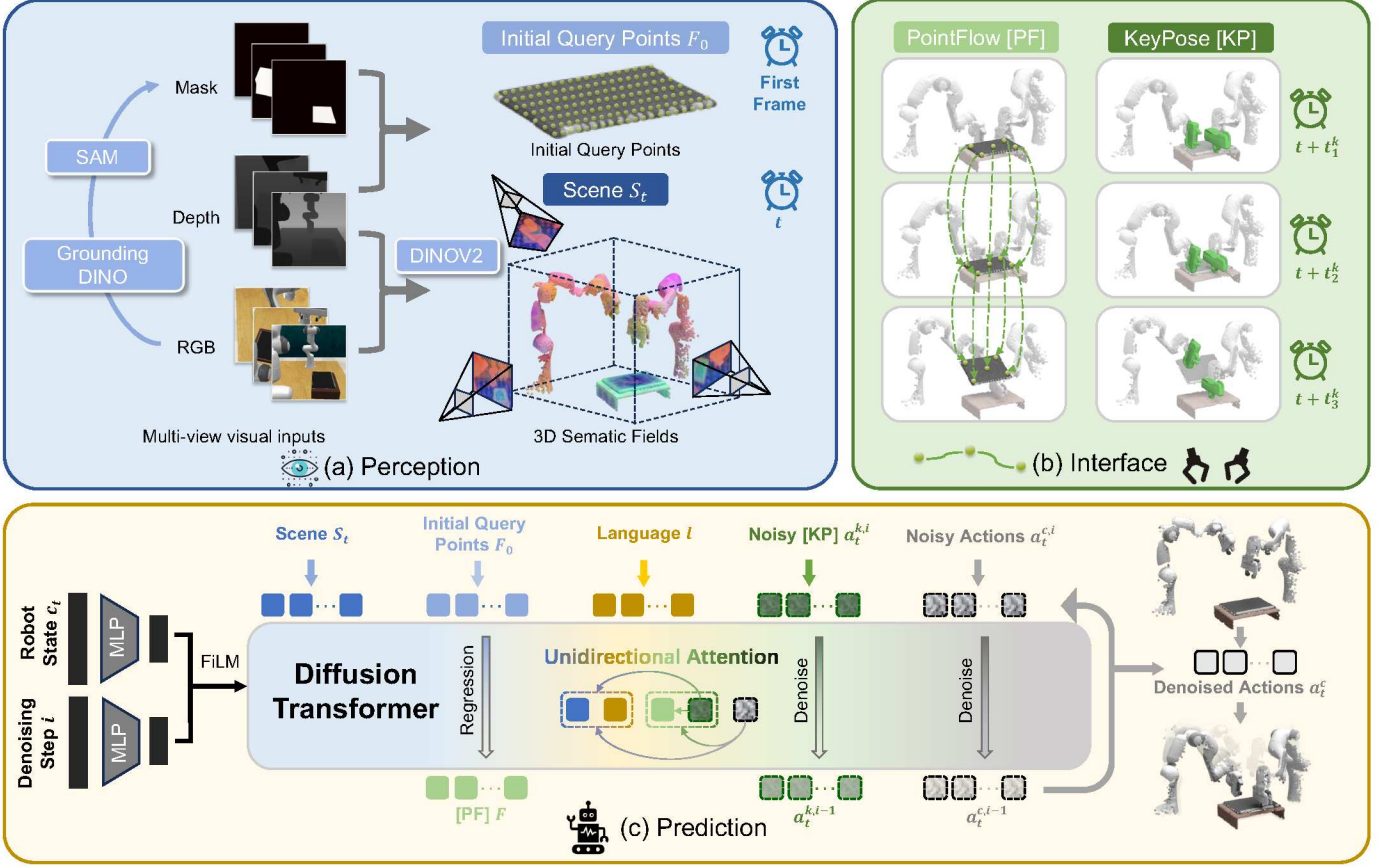 Initial Query Points F₀
Mask
First
Frame
SAM
Initial Query Points
Scene Sₜ
t
Depth
Grounding
DINO
DINOV2
RGB
Multi-view visual inputs
3D Sematic Fields
(a) Perception
PointFlow [PF]
KeyPose [KP]
t + t₁ᵏ
t + t₂ᵏ
t + t₃ᵏ
(b) Interface
Scene Sₜ
Initial Query
Points F₀
Language l
Noisy [KP] aₜᵏ,ⁱ
Noisy Actions aₜᶜ,ⁱ
Robot
State cₜ
MLP
FiLM
Denoising
Step i
MLP
Diffusion
Transformer
Regression
Unidirectional Attention
Denoise
Denoise
Denoised Actions aₜᶜ
[PF] F
aₜᵏ,ⁱ⁻¹
aₜᶜ,ⁱ⁻¹
(c) Prediction